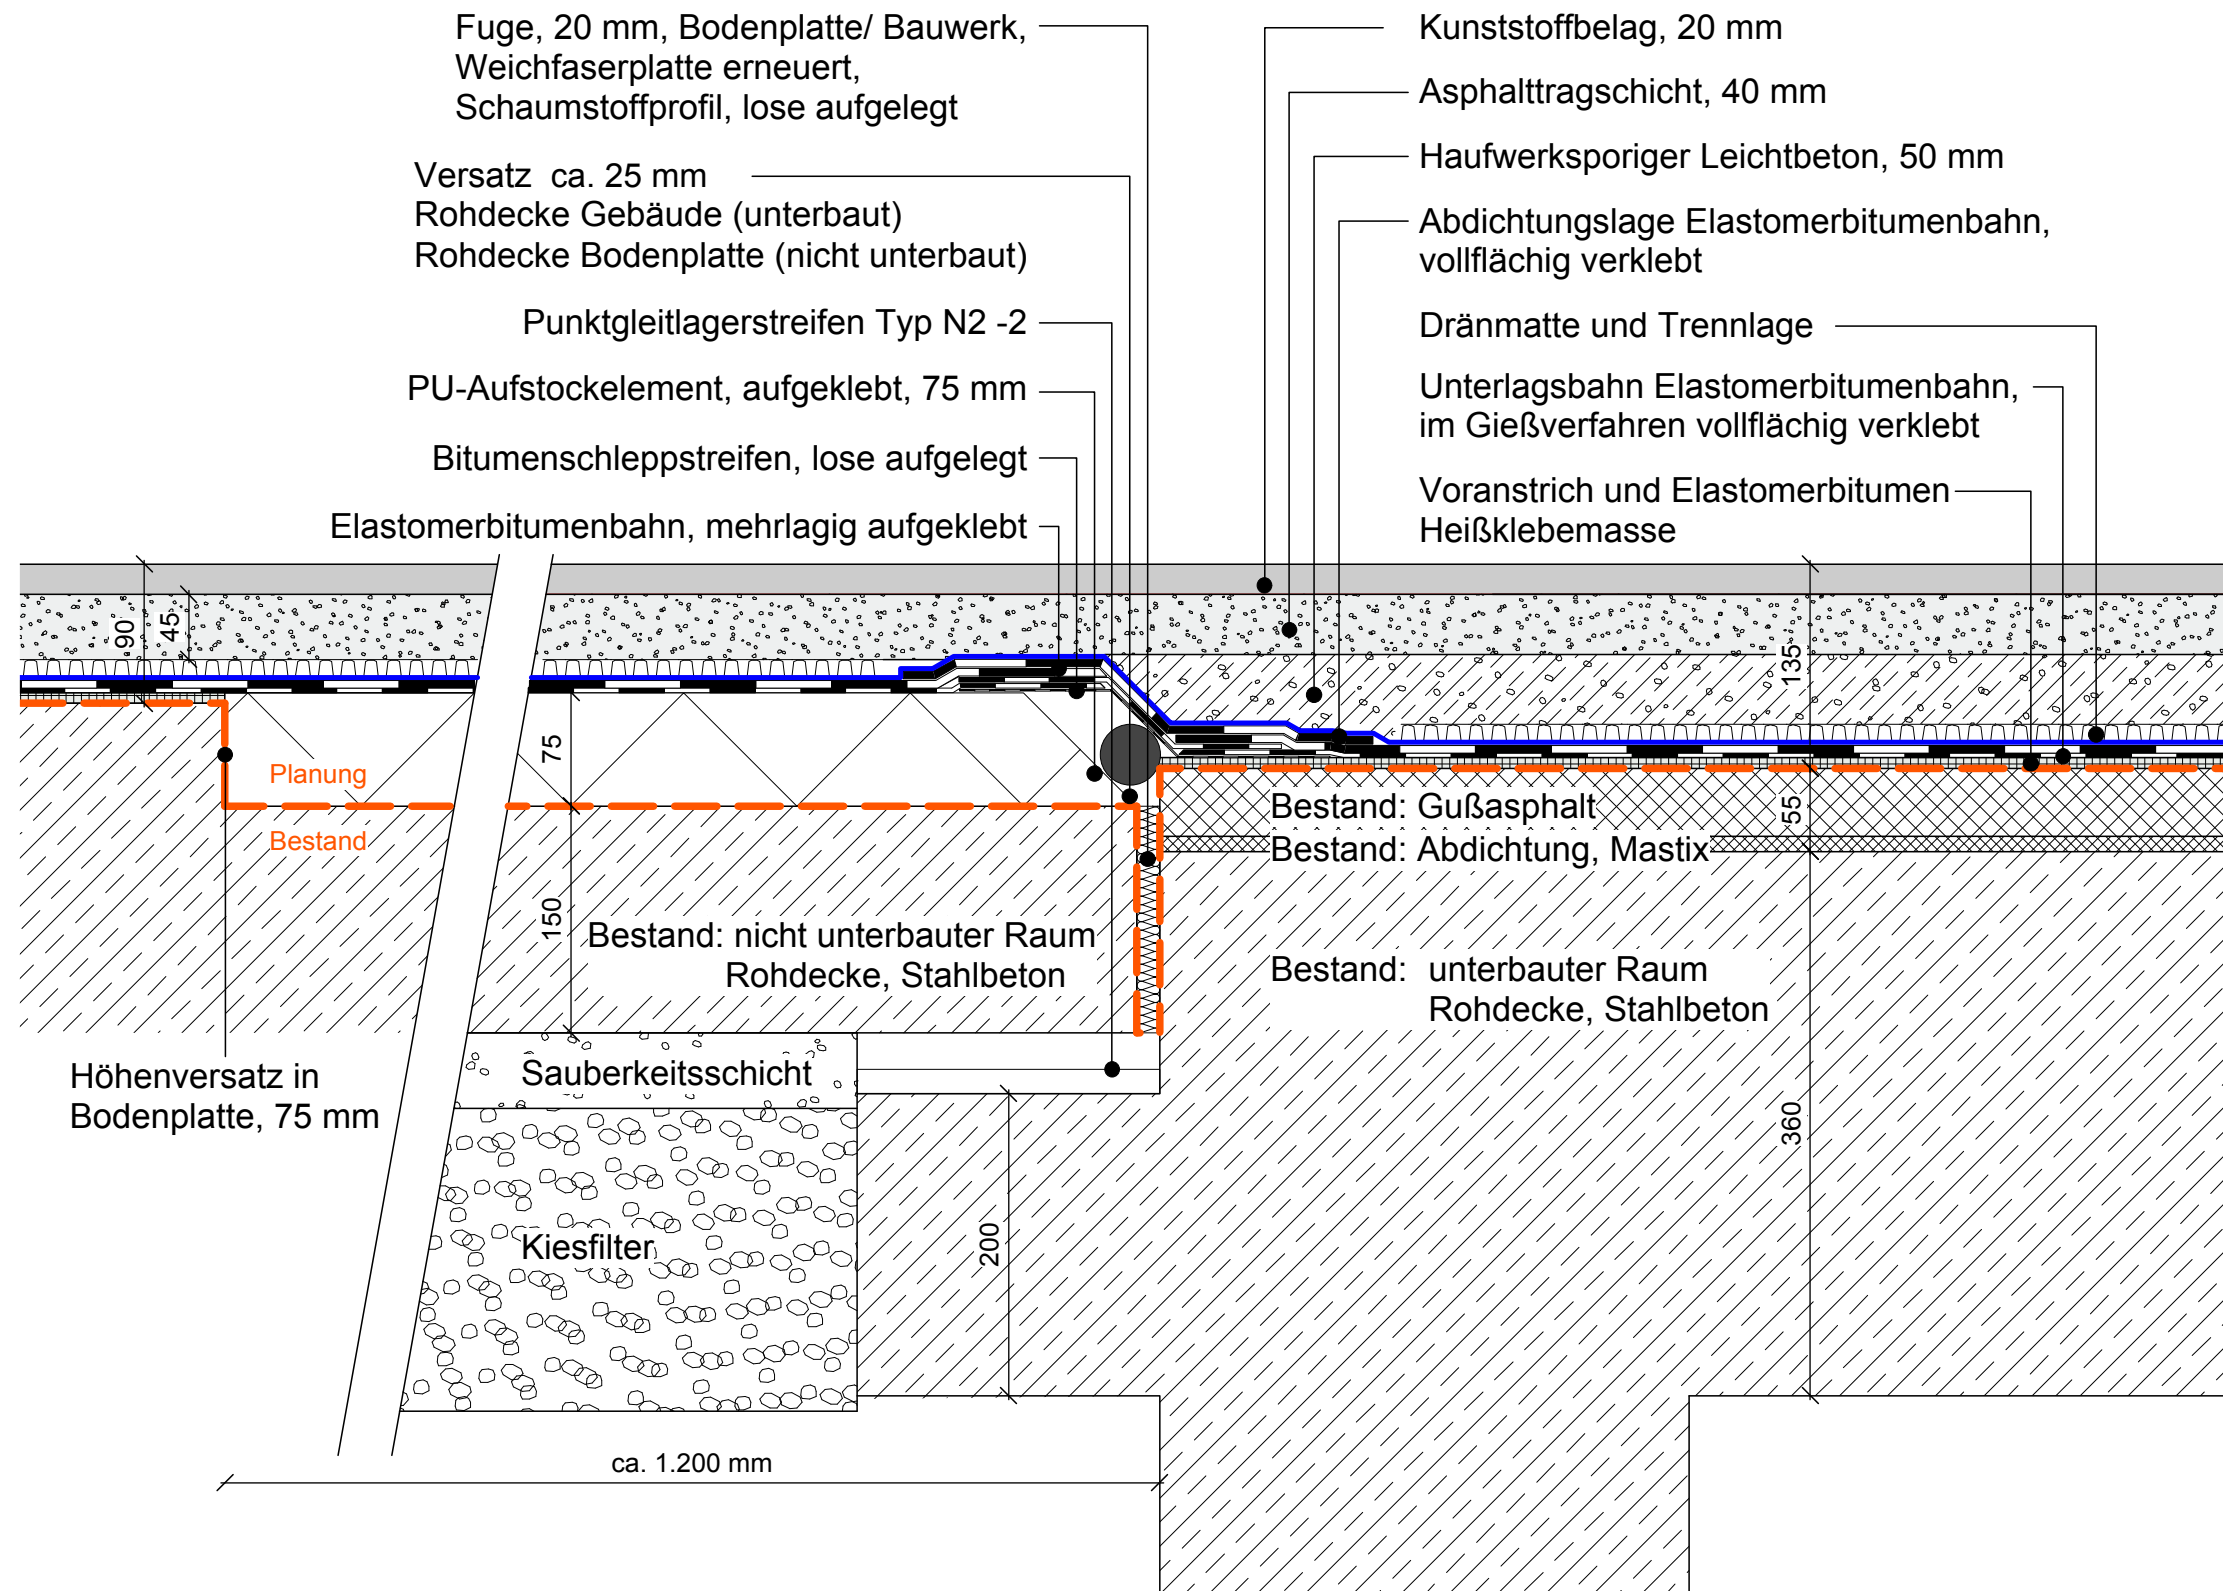 Fuge, 20 mm, Bodenplatte/ Bauwerk,
Weichfaserplatte erneuert,
Schaumstoffprofil, lose aufgelegt
Versatz ca. 25 mm
Rohdecke Gebäude (unterbaut)
Rohdecke Bodenplatte (nicht unterbaut)
Punktgleitlagerstreifen Typ N2 -2
PU-Aufstockelement, aufgeklebt, 75 mm
Bitumenschleppstreifen, lose aufgelegt
Elastomerbitumenbahn, mehrlagig aufgeklebt
Kunststoffbelag, 20 mm
Asphalttragschicht, 40 mm
Haufwerksporiger Leichtbeton, 50 mm
Abdichtungslage Elastomerbitumenbahn,
vollflächig verklebt
Dränmatte und Trennlage
Unterlagsbahn Elastomerbitumenbahn,
im Gießverfahren vollflächig verklebt
Voranstrich und Elastomerbitumen
Heißklebemasse
90
45
135
75
55
Planung
Bestand
Bestand: Gußasphalt
Bestand: Abdichtung, Mastix
150
Bestand: nicht unterbauter Raum
Rohdecke, Stahlbeton
Bestand: unterbauter Raum
Rohdecke, Stahlbeton
Höhenversatz in
Bodenplatte, 75 mm
Sauberkeitsschicht
360
Kiesfilter
200
ca. 1.200 mm